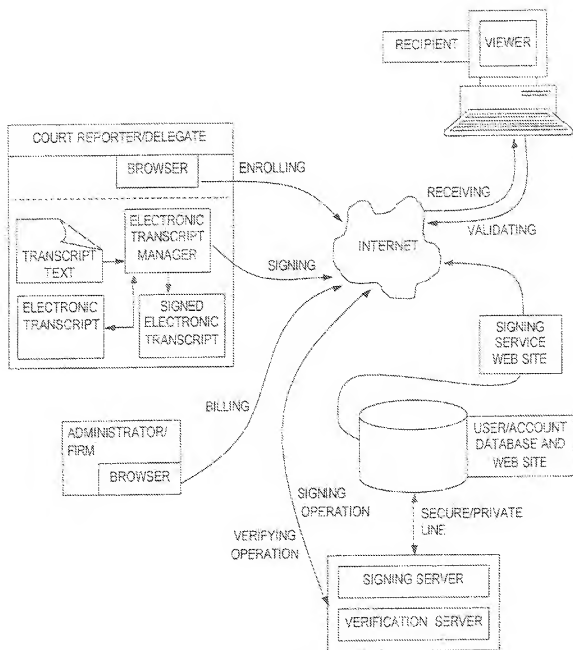 RECIPIENT
VIEWER
COURT REPORTER/DELEGATE
BROWSER
ENROLLING
RECEIVING
VALIDATING
INTERNET
TRANSCRIPT
TEXT
ELECTRONIC
TRANSCRIPT
MANAGER
SIGNING
ELECTRONIC
TRANSCRIPT
SIGNED
ELECTRONIC
TRANSCRIPT
SIGNING
SERVICE
WEB SITE
BILLING
ADMINISTRATOR/
FIRM
BROWSER
USER/ACCOUNT
DATABASE AND
WEB SITE
SIGNING
OPERATION
VERIFYING
OPERATION
SECURE/PRIVATE
LINE
SIGNING SERVER
VERIFICATION SERVER